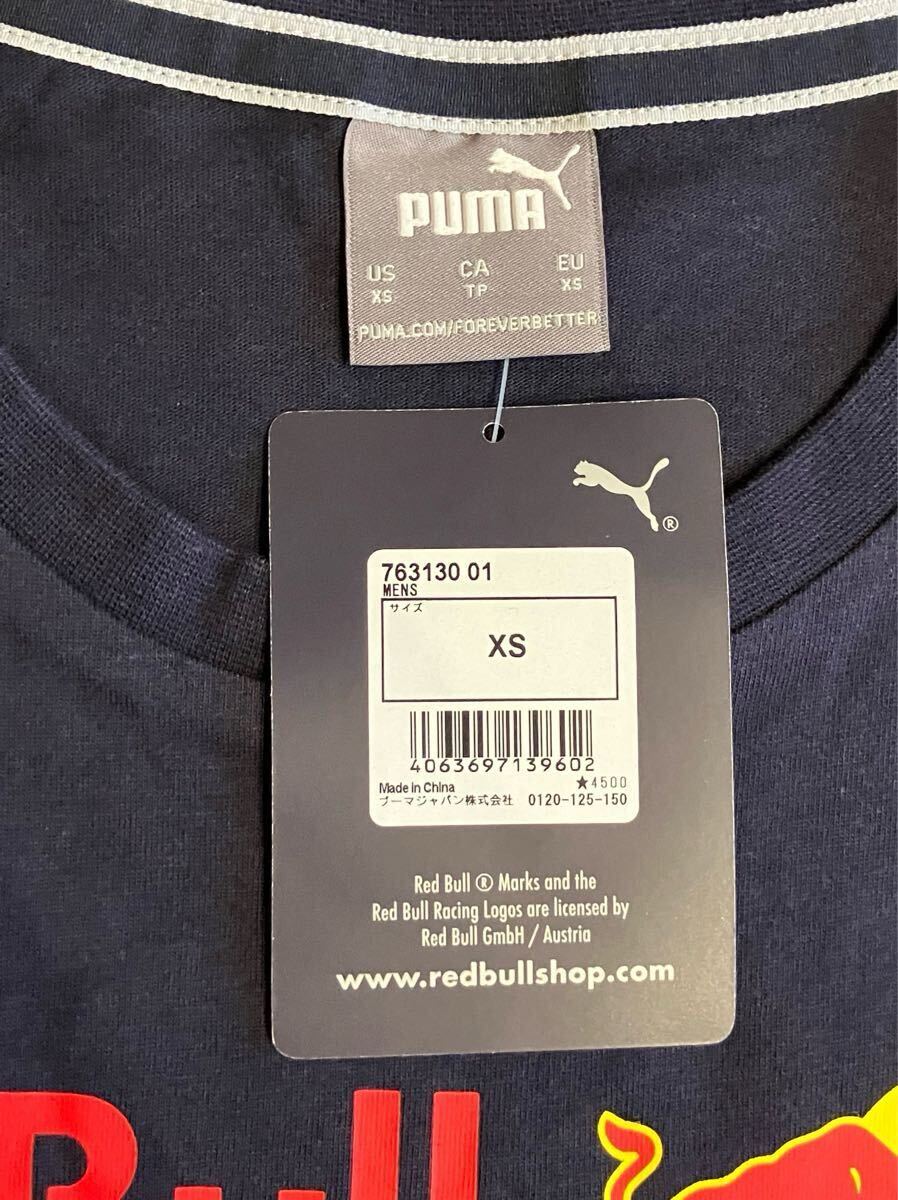 PUMA
US CA EU
XS TP XS
PUMA.COM/FOREVERBETTER
®
763130 01
MENS
サイズ
XS
4063697139602
★4500
Made in China
プーマジャパン株式会社 0120-125-150
Red Bull ® Marks and the
Red Bull Racing Logos are licensed by
Red Bull GmbH / Austria
www.redbullshop.com
Bull